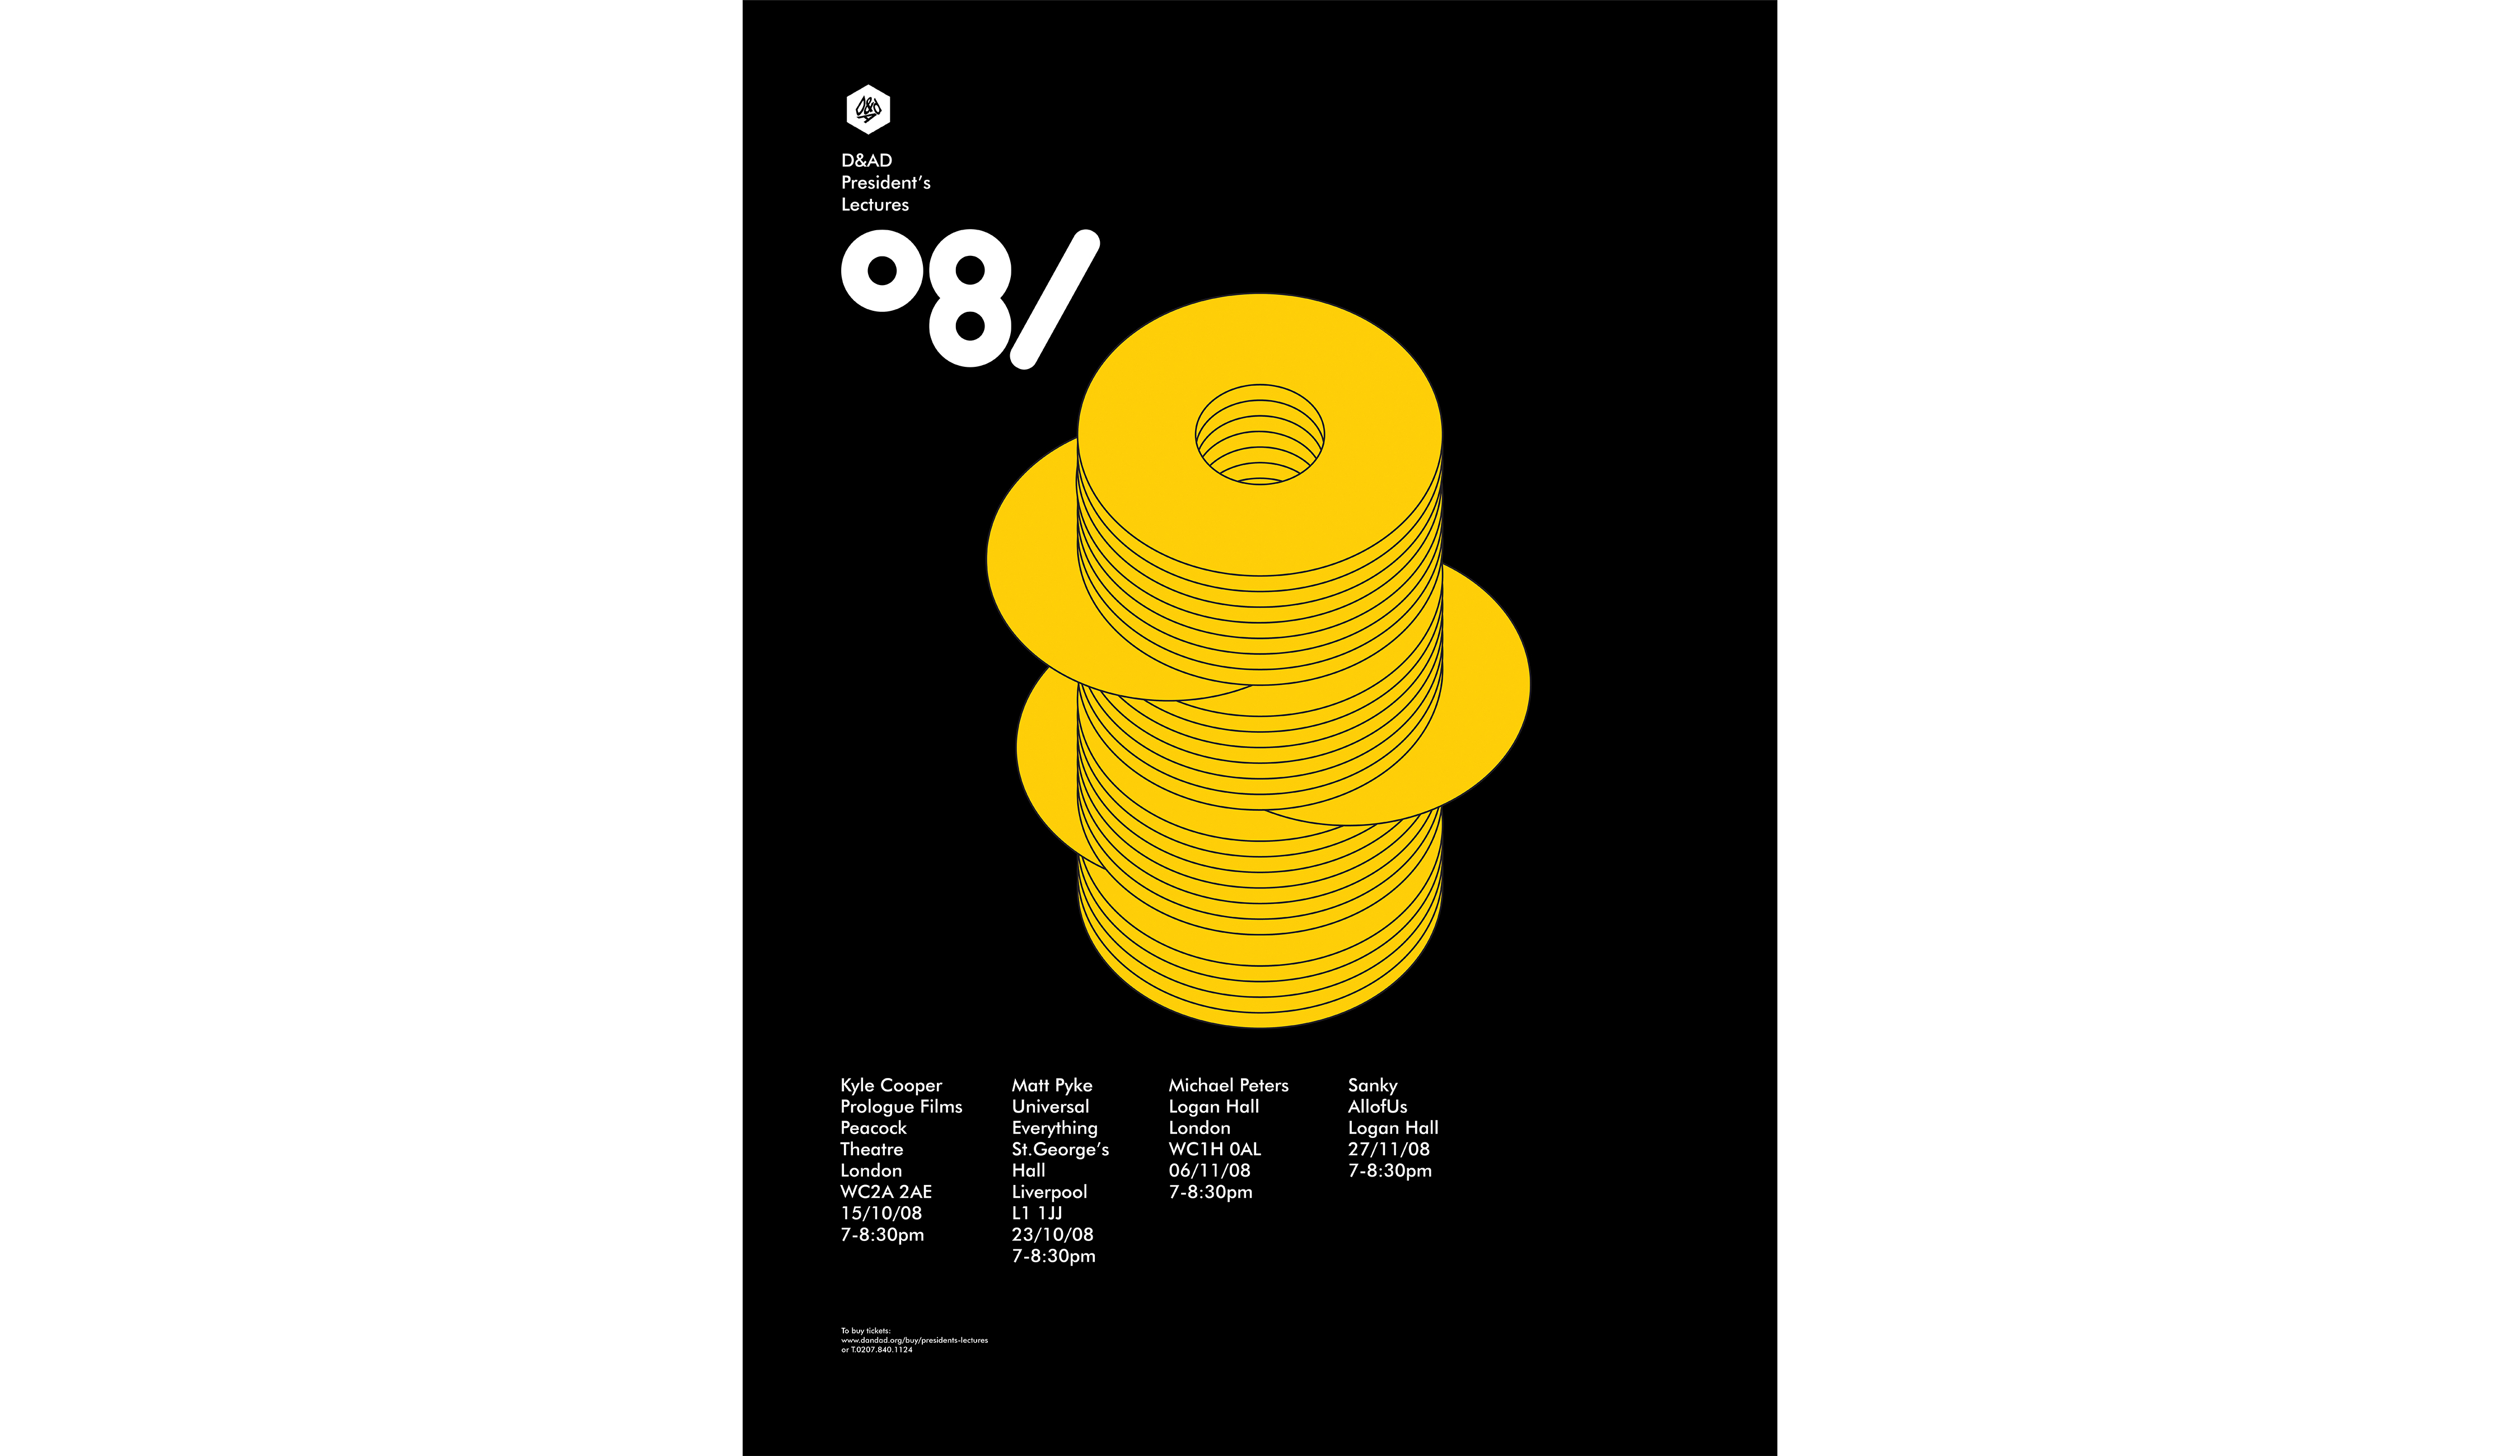 D&AD
D&AD
President's
Lectures
08/
Kyle Cooper
Prologue Films
Peacock
Theatre
London
WC2A 2AE
15/10/08
7-8:30pm
Matt Pyke
Universal
Everything
St.George's
Hall
Liverpool
L1 1JJ
23/10/08
7-8:30pm
Michael Peters
Logan Hall
London
WC1H 0AL
06/11/08
7-8:30pm
Sanky
AllofUs
Logan Hall
27/11/08
7-8:30pm
To buy tickets:
www.dandad.org/buy/presidents-lectures
or T.0207.840.1124